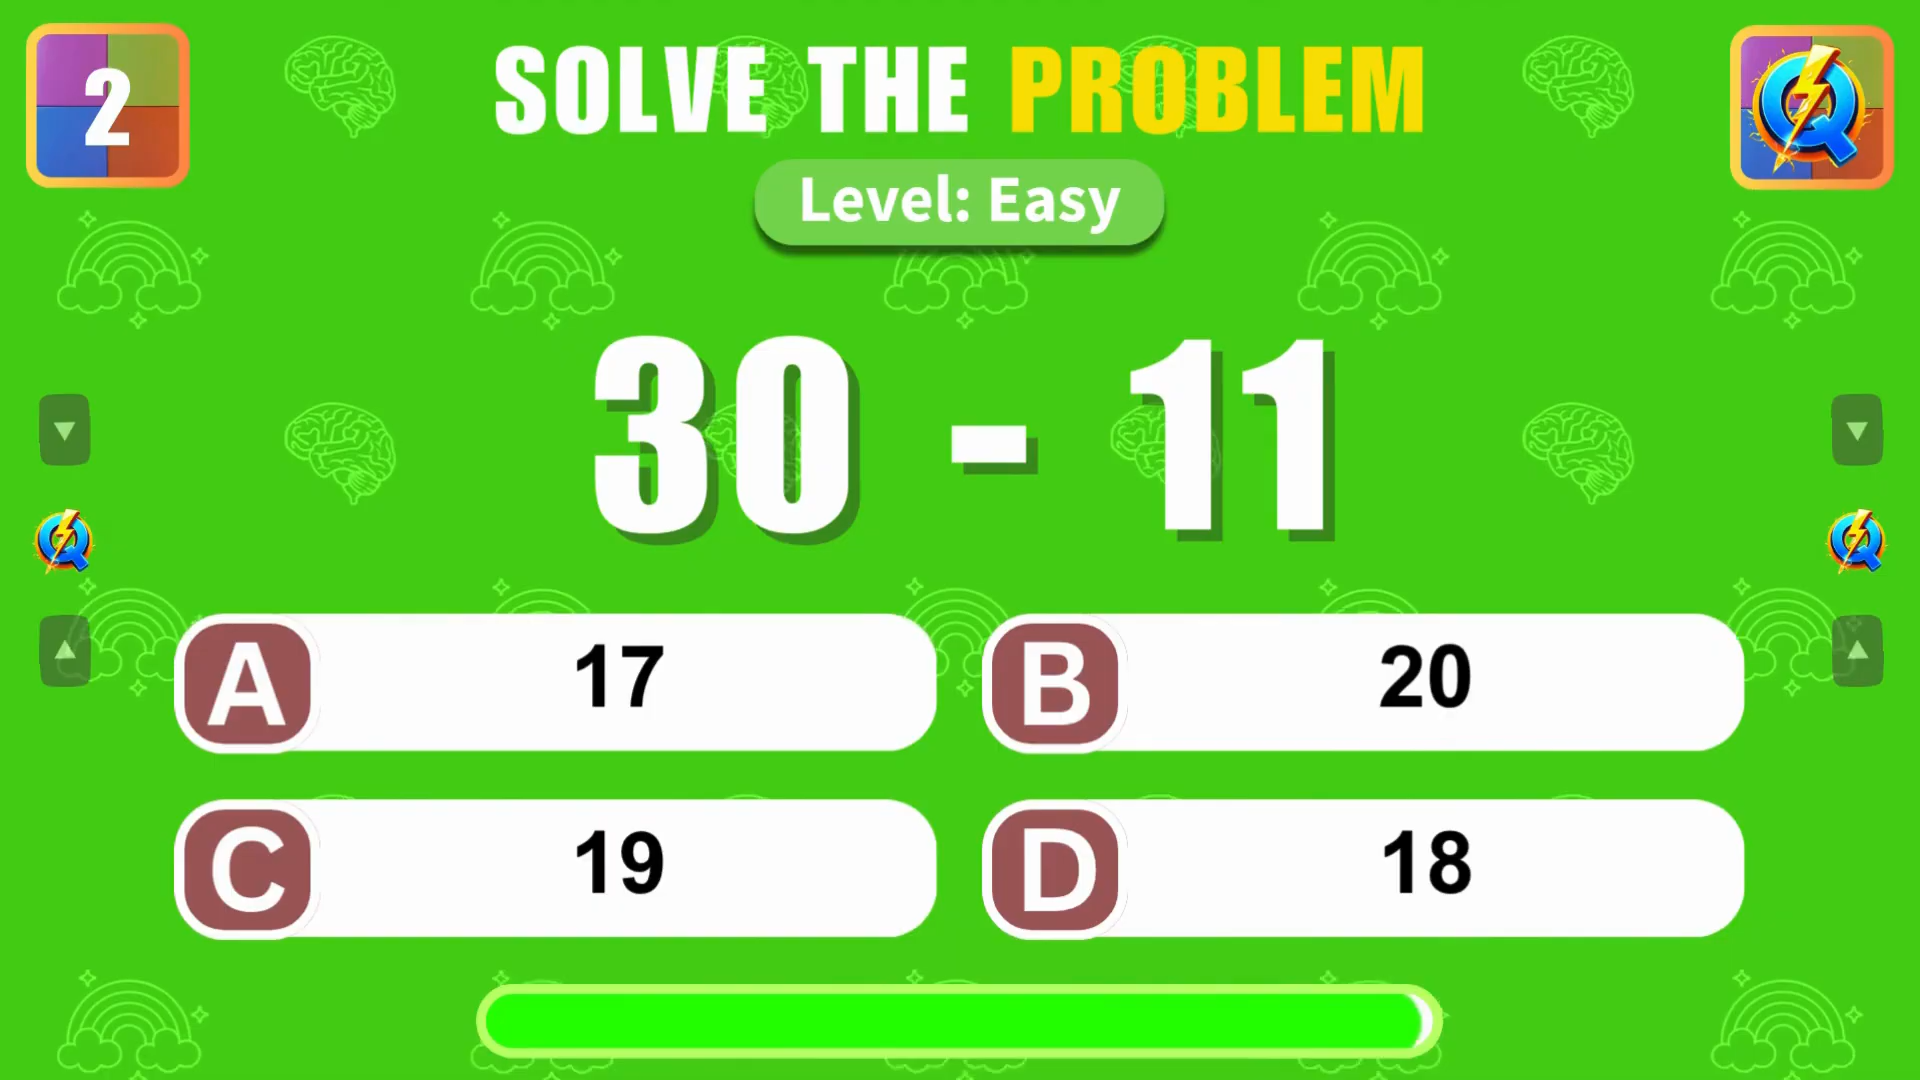 2
SOLVE THE PROBLEM
Level: Easy
30 - 11
A 17
B 20
C 19
D 18